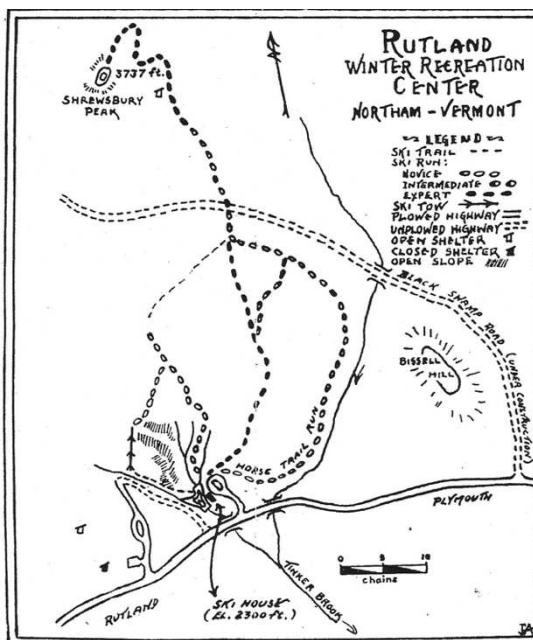 RUTLAND
WINTER RECREATION
CENTER
NORTHAM - VERMONT
LEGEND
SKI TRAIL
SKI RUN:
NOVICE
INTERMEDIATE
EXPERT
SKI TOW
PLOWED HIGHWAY
UNPLOWED HIGHWAY
OPEN SHELTER
CLOSED SHELTER
OPEN SLOPE
N
3737 ft.
SHREWSBURY
PEAK
BLACK SWAMP ROAD (UNDER CONSTRUCTION)
BISSELL
HILL
HORSE TRAIL RUN
PLYMOUTH
TINKER BROOK
0 5 10
chains
SKI HOUSE
(EL. 2300 ft.)
RUTLAND